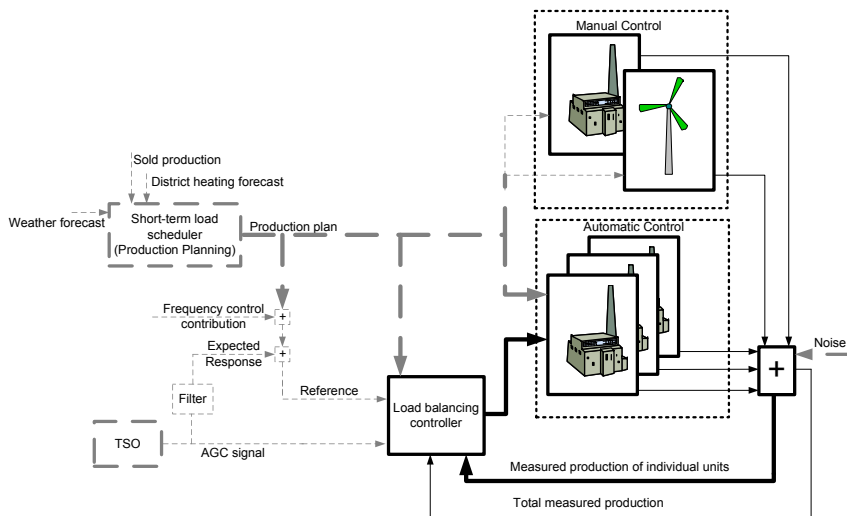 Manual Control
Sold production
District heating forecast
Weather forecast
Short-term load
scheduler
(Production Planning)
Production plan
Automatic Control
Frequency control
contribution
+
Expected
Response
+
Noise
+
Filter
Reference
Load balancing
controller
TSO
AGC signal
Measured production of individual units
Total measured production